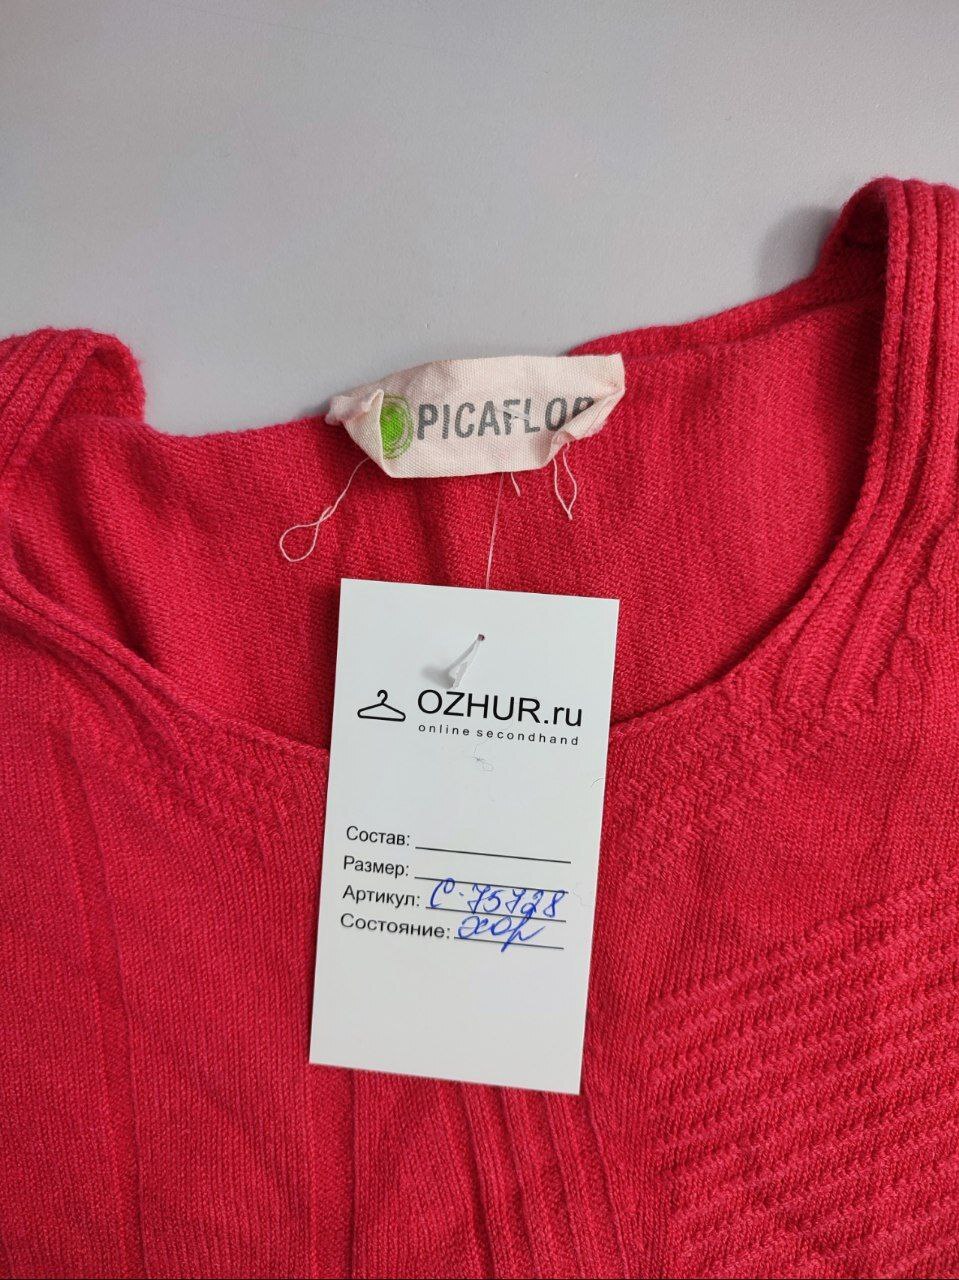 PICAFLOR
OZHUR.ru
online secondhand
Состав:
Размер:
Артикул: С-75728
Состояние: хор